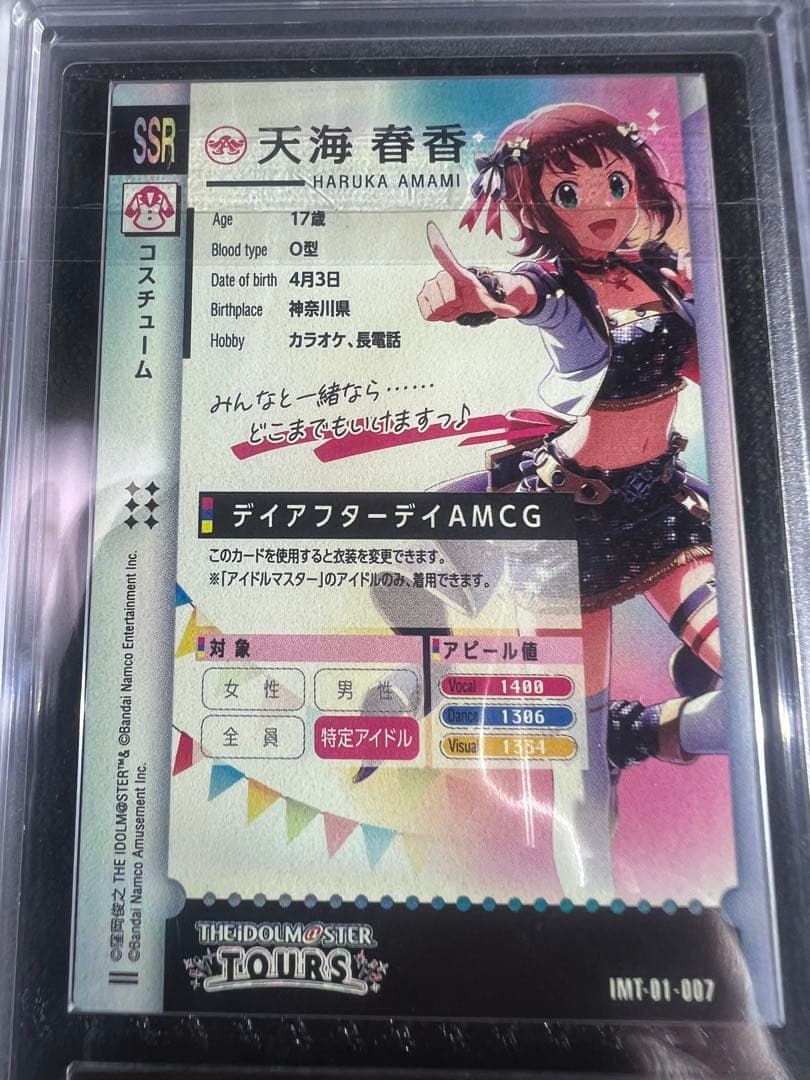 SSR
天海 春香
HARUKA AMAMI
コスチューム
Age 17歳
Blood type O型
Date of birth 4月3日
Birthplace 神奈川県
Hobby カラオケ、長電話
みんなと一緒なら……
どこまでもいけますっ♪
デイアフターデイAMCG
このカードを使用すると衣装を変更できます。
※「アイドルマスター」のアイドルのみ、着用できます。
対象
女性 男性
全員 特定アイドル
アピール値
Vocal 1400
Dance 1306
Visual 1354
©窪岡俊之 THE IDOLM@STER™& ©Bandai Namco Entertainment Inc.
©Bandai Namco Amusement Inc.
THE iDOLM@STER
TOURS
IMT-01-007